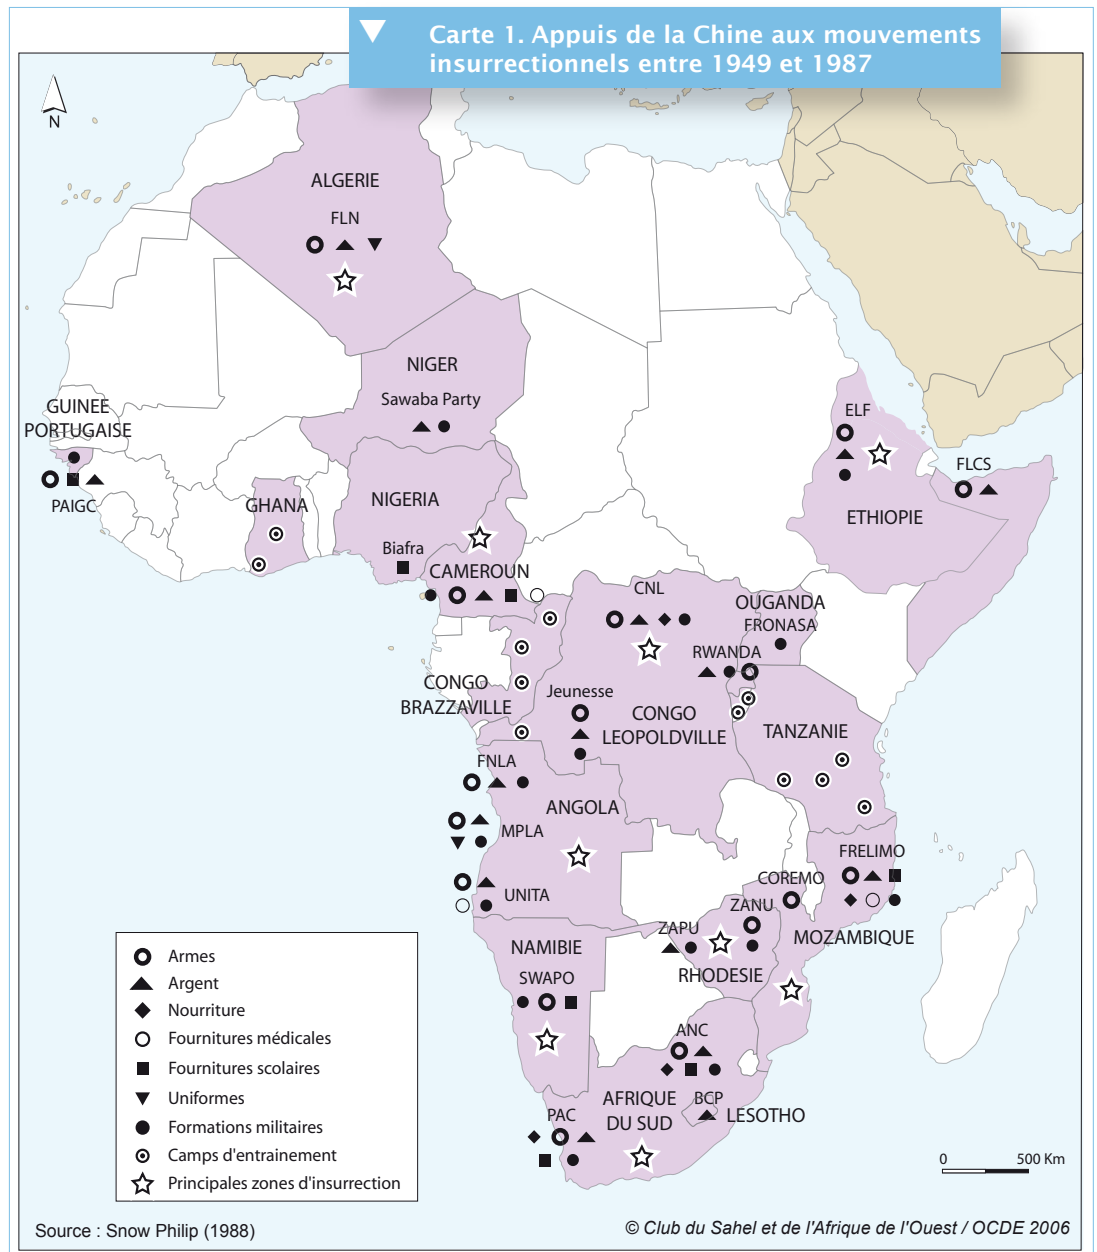 Carte 1. Appuis de la Chine aux mouvements
insurrectionnels entre 1949 et 1987
N
ALGERIE
FLN
NIGER
Sawaba Party
GUINEE
PORTUGAISE
PAIGC
GHANA
NIGERIA
Biafra
CAMEROUN
ELF
FLCS
ETHIOPIE
CNL
OUGANDA
FRONASA
RWANDA
CONGO
BRAZZAVILLE
Jeunesse
CONGO
LEOPOLDVILLE
TANZANIE
FNLA
ANGOLA
MPLA
UNITA
FRELIMO
COREMO
ZANU
ZAPU
MOZAMBIQUE
RHODESIE
NAMIBIE
SWAPO
ANC
AFRIQUE
DU SUD
BCP
LESOTHO
PAC
Armes
Argent
Nourriture
Fournitures médicales
Fournitures scolaires
Uniformes
Formations militaires
Camps d'entrainement
Principales zones d'insurrection
0 500 Km
Source : Snow Philip (1988)
© Club du Sahel et de l'Afrique de l'Ouest / OCDE 2006